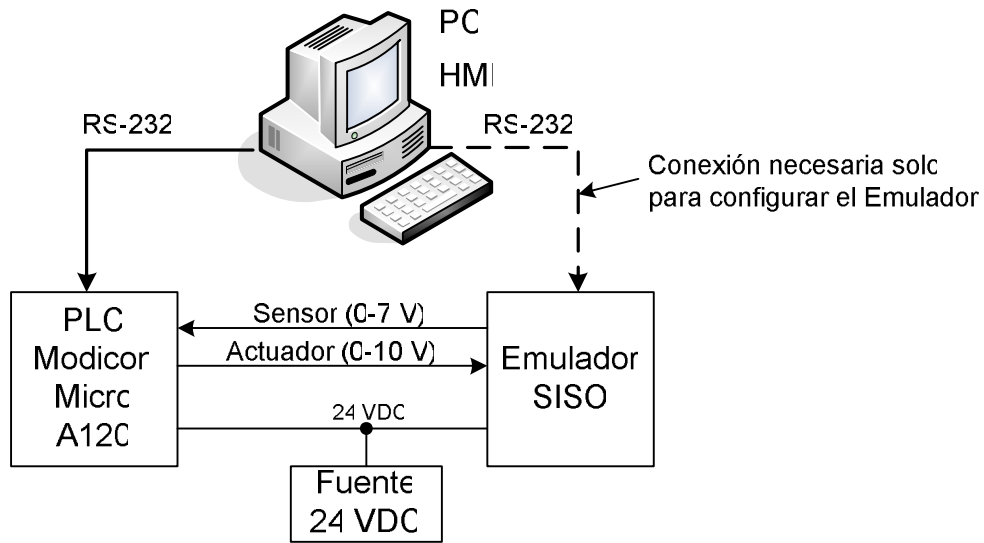 PC
HMI
RS-232
RS-232
Conexión necesaria solo
para configurar el Emulador
PLC
Modicon
Micro
A120
Sensor (0-7 V)
Actuador (0-10 V)
24 VDC
Emulador
SISO
Fuente
24 VDC